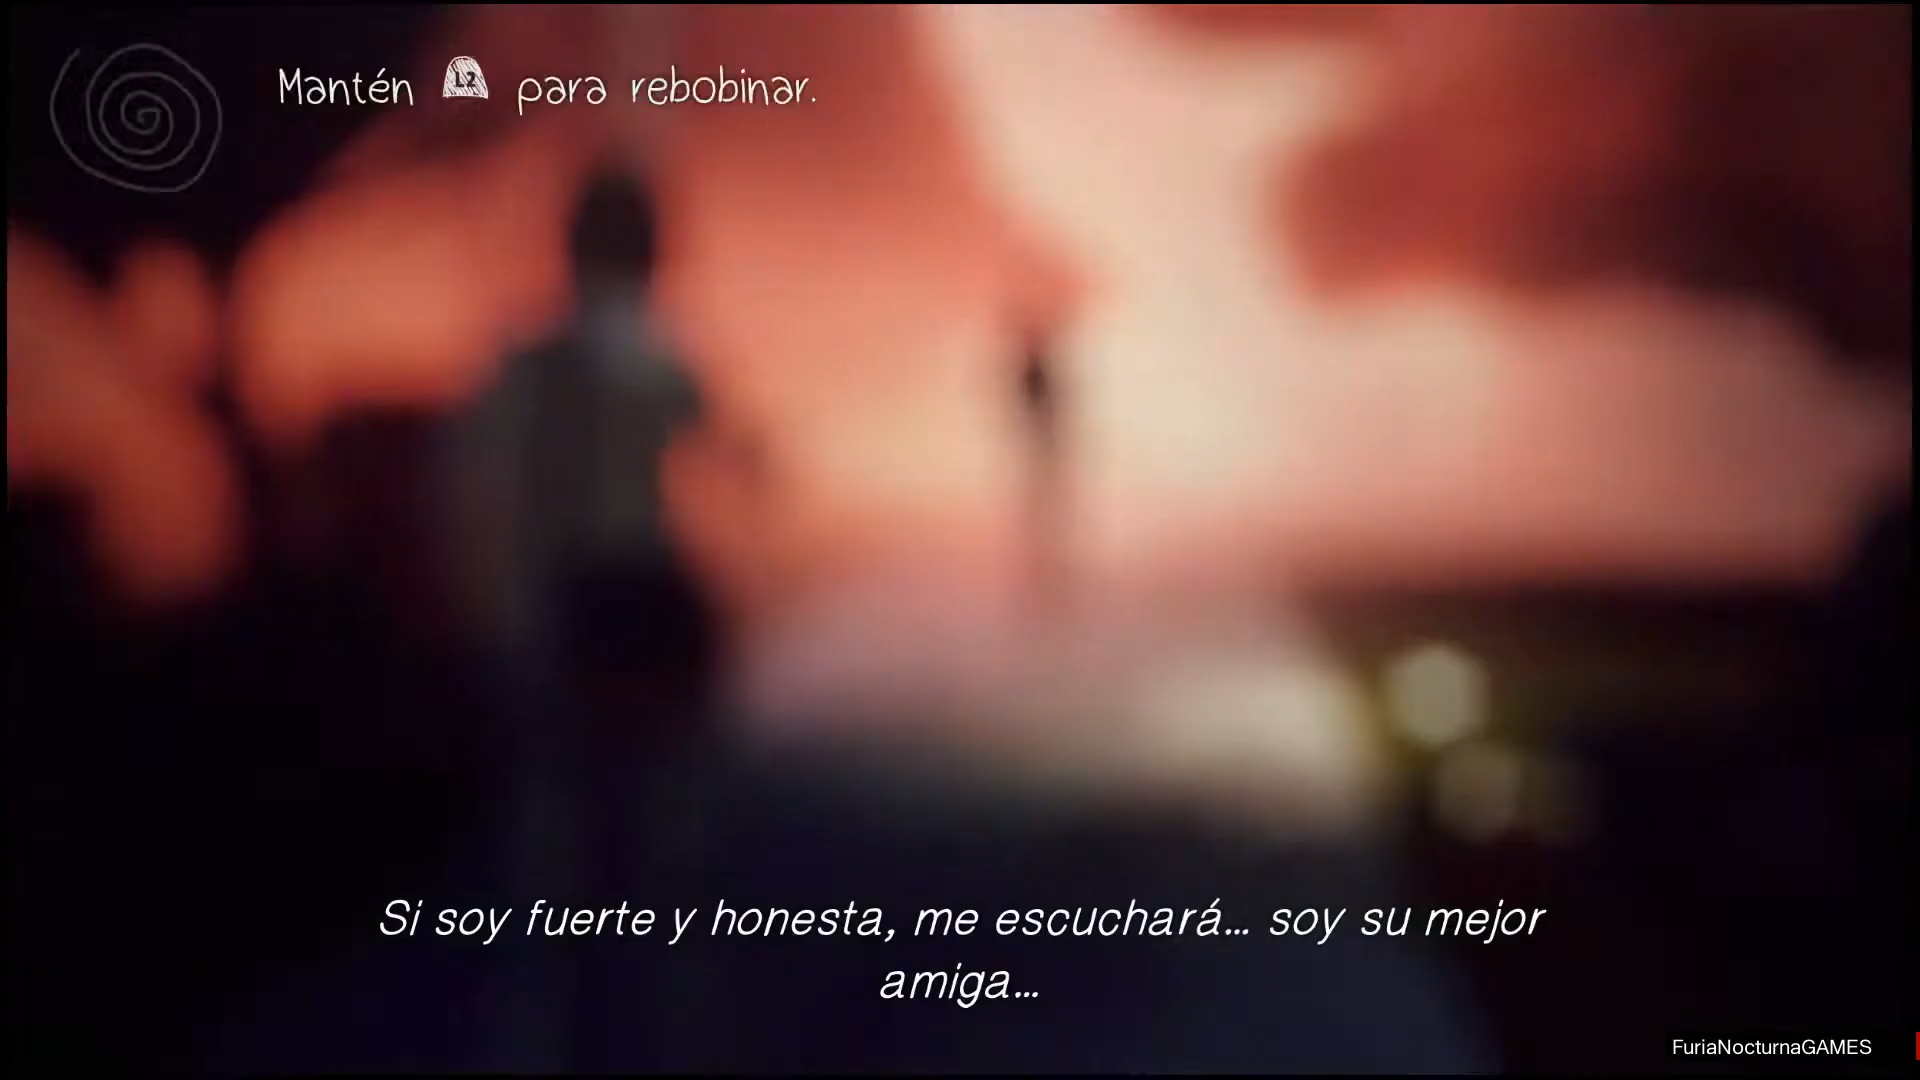 Mantén L2 para rebobinar.
Si soy fuerte y honesta, me escuchará... soy su mejor
amiga...
FuriaNocturnaGAMES